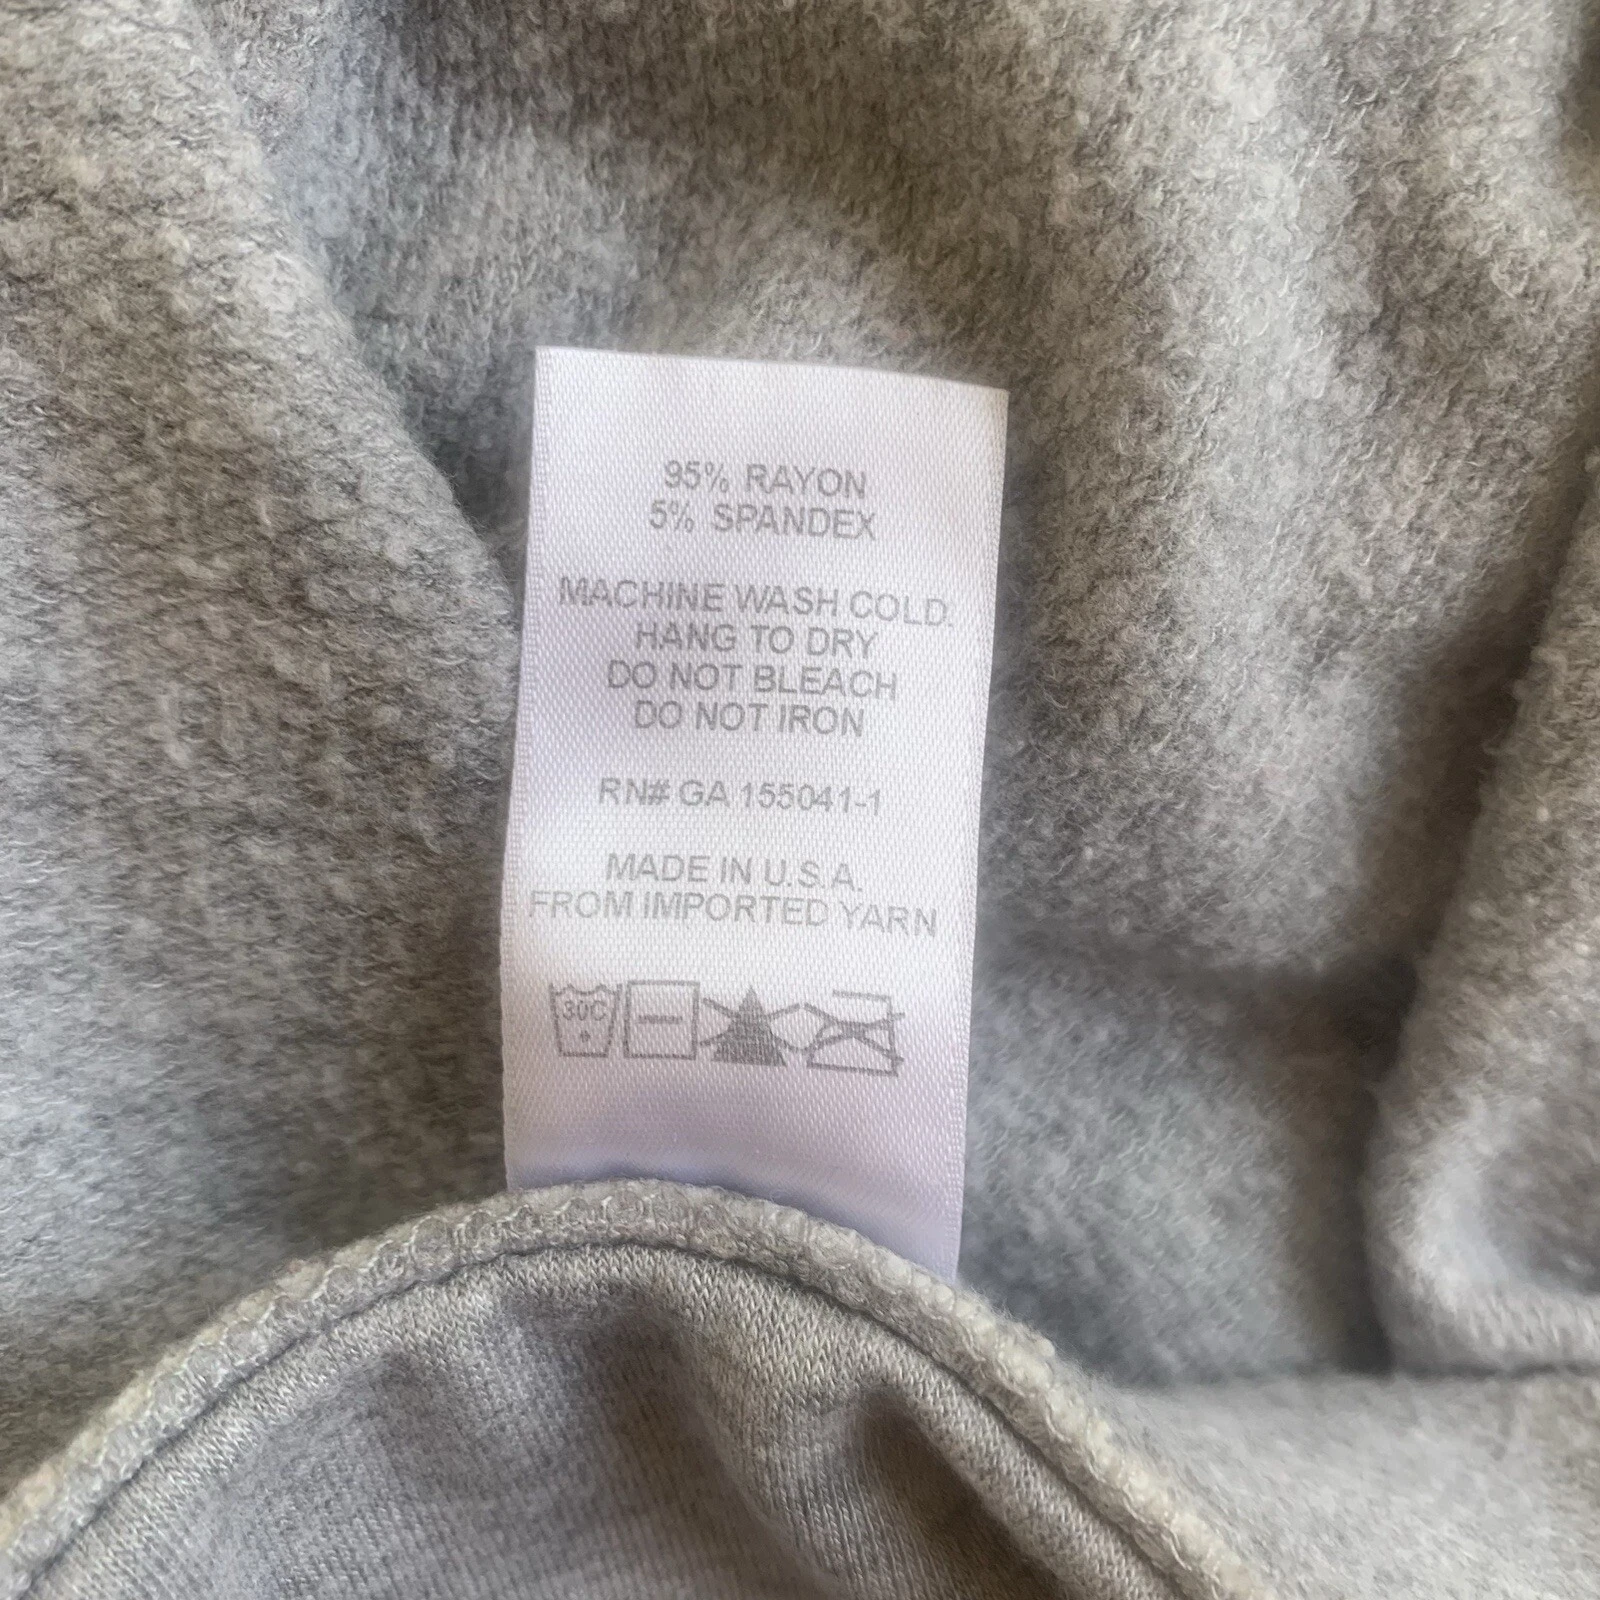 95% RAYON
5% SPANDEX
MACHINE WASH COLD
HANG TO DRY
DO NOT BLEACH
DO NOT IRON
RN# GA 155041-1
MADE IN U.S.A.
FROM IMPORTED YARN
30C